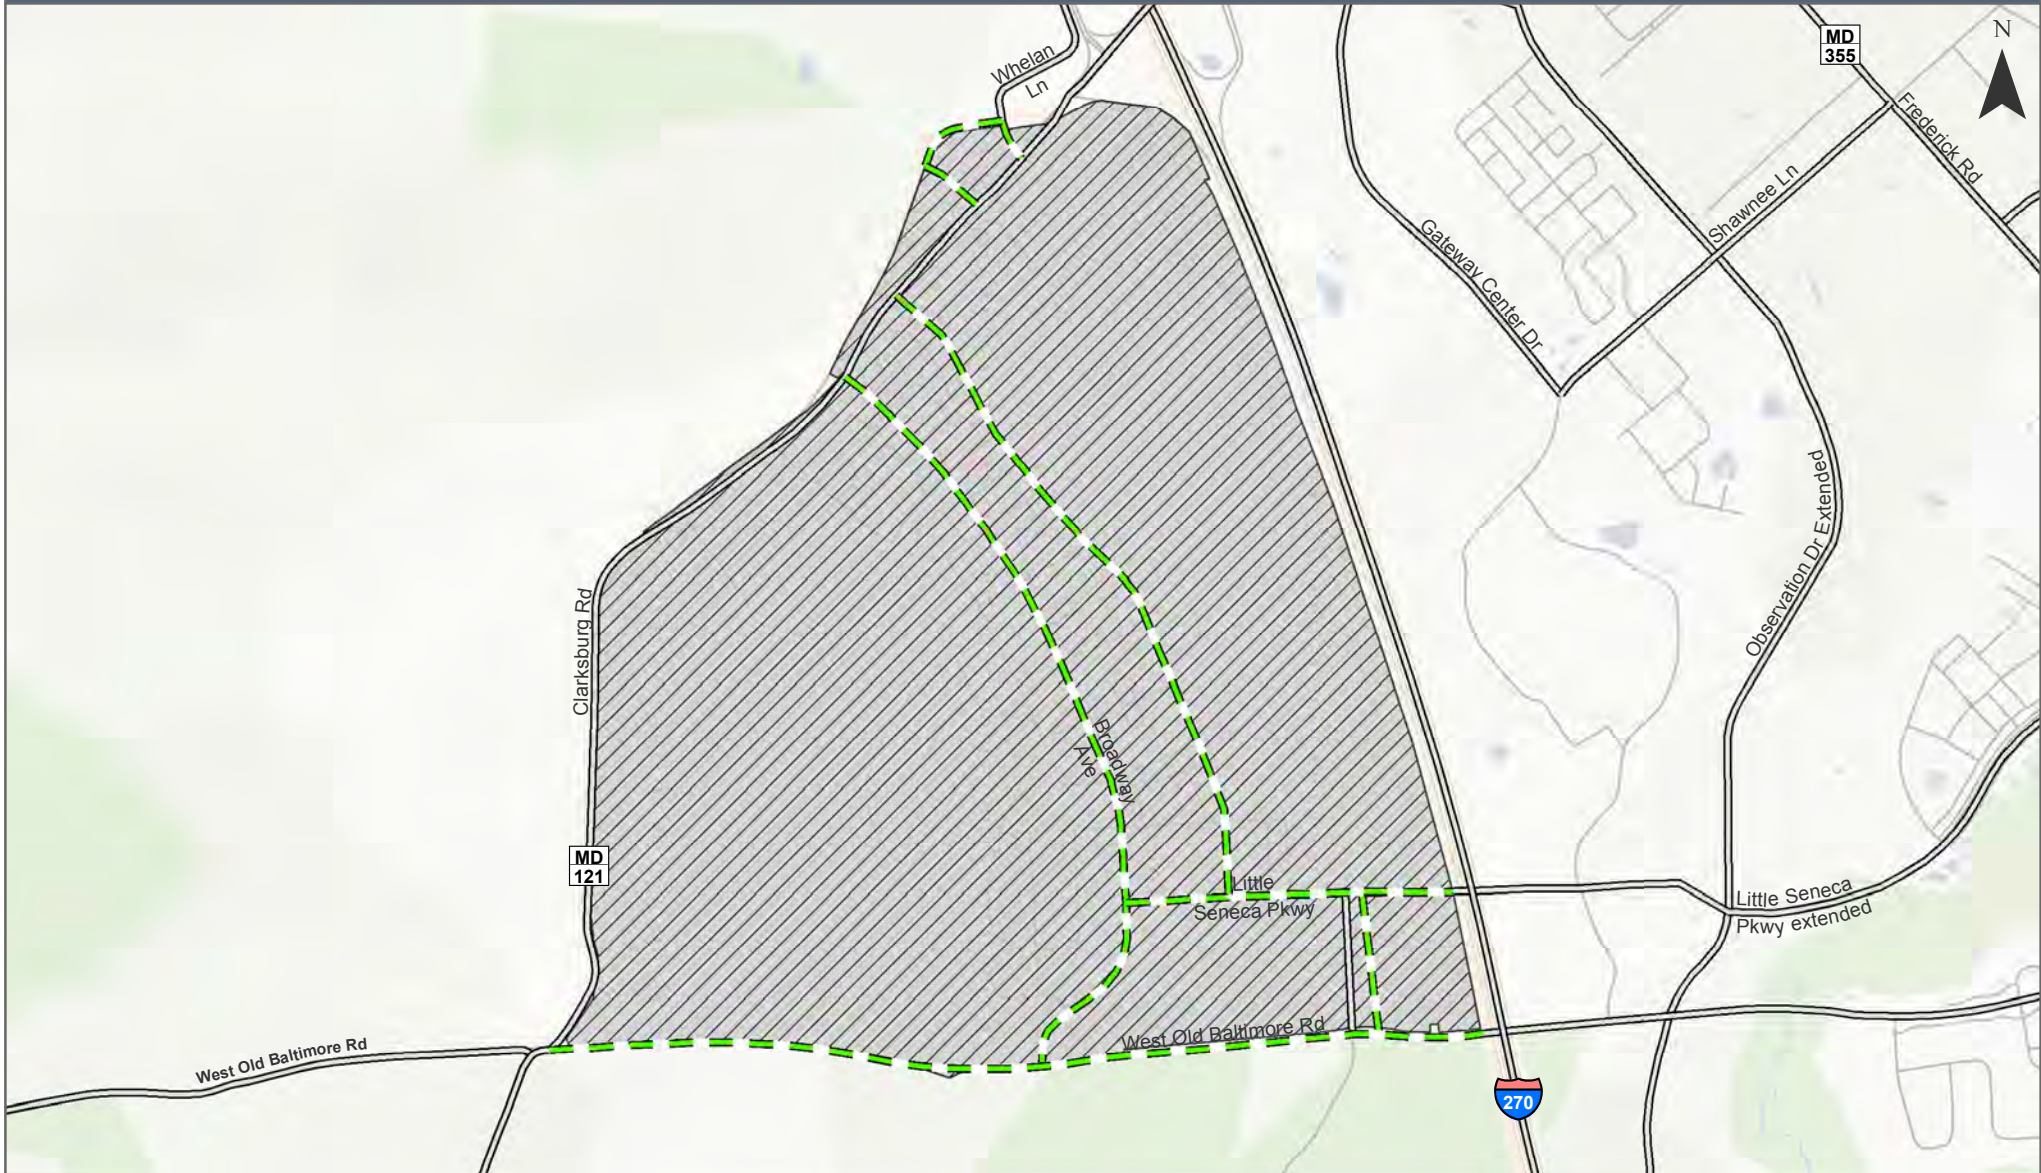 N
MD
355
Whelan
Ln
Frederick Rd
Shawnee Ln
Gateway Center Dr
Observation Dr Extended
Clarksburg Rd
Broadway
Ave
MD
121
Little
Seneca Pkwy
Little Seneca
Pkwy extended
West Old Baltimore Rd
West Old Baltimore Rd
270